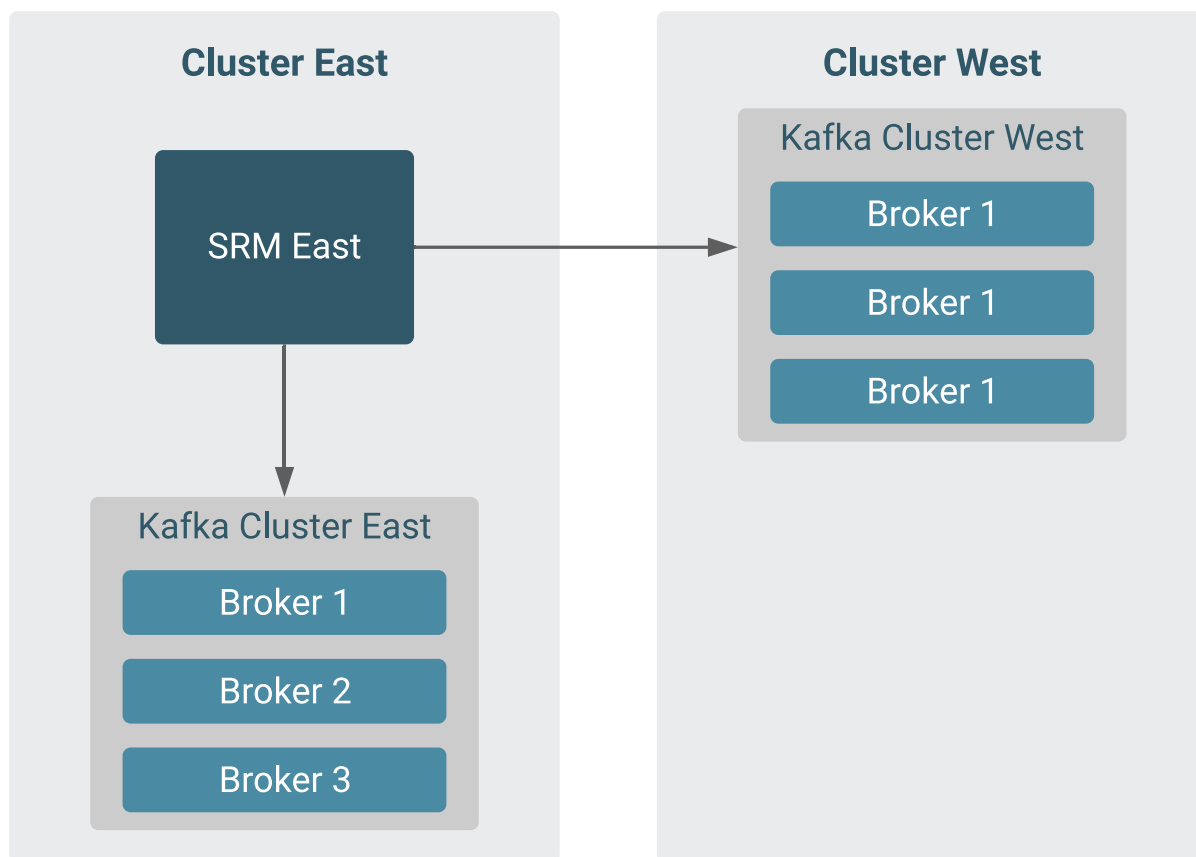 Cluster East
SRM East
Kafka Cluster East
Broker 1
Broker 2
Broker 3
Cluster West
Kafka Cluster West
Broker 1
Broker 1
Broker 1